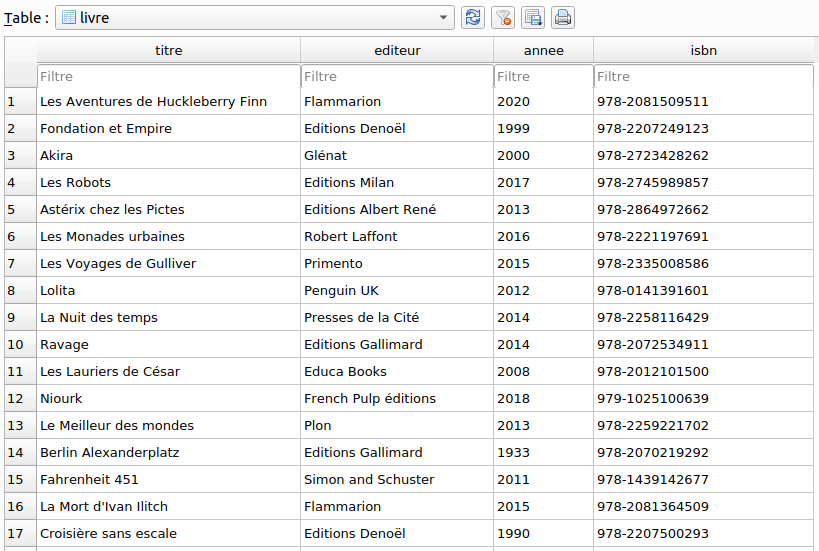 Table : livre
titre editeur annee isbn
Filtre Filtre Filtre Filtre
1 Les Aventures de Huckleberry Finn Flammarion 2020 978-2081509511
2 Fondation et Empire Editions Denoël 1999 978-2207249123
3 Akira Glénat 2000 978-2723428262
4 Les Robots Editions Milan 2017 978-2745989857
5 Astérix chez les Pictes Editions Albert René 2013 978-2864972662
6 Les Monades urbaines Robert Laffont 2016 978-2221197691
7 Les Voyages de Gulliver Primento 2015 978-2335008586
8 Lolita Penguin UK 2012 978-0141391601
9 La Nuit des temps Presses de la Cité 2014 978-2258116429
10 Ravage Editions Gallimard 2014 978-2072534911
11 Les Lauriers de César Educa Books 2008 978-2012101500
12 Niourk French Pulp éditions 2018 979-1025100639
13 Le Meilleur des mondes Plon 2013 978-2259221702
14 Berlin Alexanderplatz Editions Gallimard 1933 978-2070219292
15 Fahrenheit 451 Simon and Schuster 2011 978-1439142677
16 La Mort d'Ivan Ilitch Flammarion 2015 978-2081364509
17 Croisière sans escale Editions Denoël 1990 978-2207500293